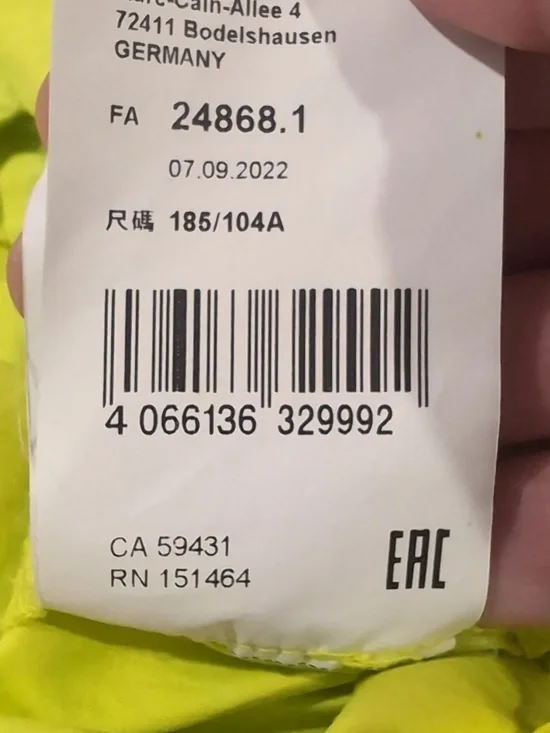 Marc-Cain-Allee 4
72411 Bodelshausen
GERMANY
FA 24868.1
07.09.2022
尺碼 185/104A
4 066136 329992
CA 59431
RN 151464
EAC